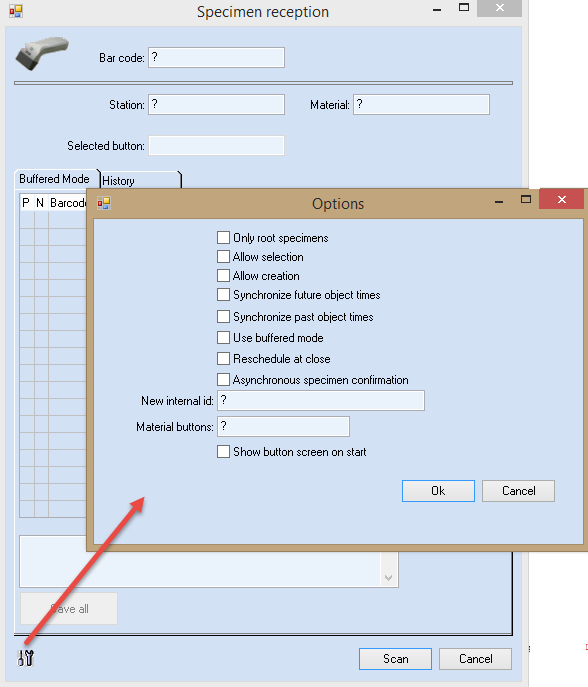 Specimen reception
Bar code: ?
Station: ? Material: ?
Selected button:
Buffered Mode History
P N Barcode
Options
Only root specimens
Allow selection
Allow creation
Synchronize future object times
Synchronize past object times
Use buffered mode
Reschedule at close
Asynchronous specimen confirmation
New internal id: ?
Material buttons: ?
Show button screen on start
Ok Cancel
Save all
Scan Cancel